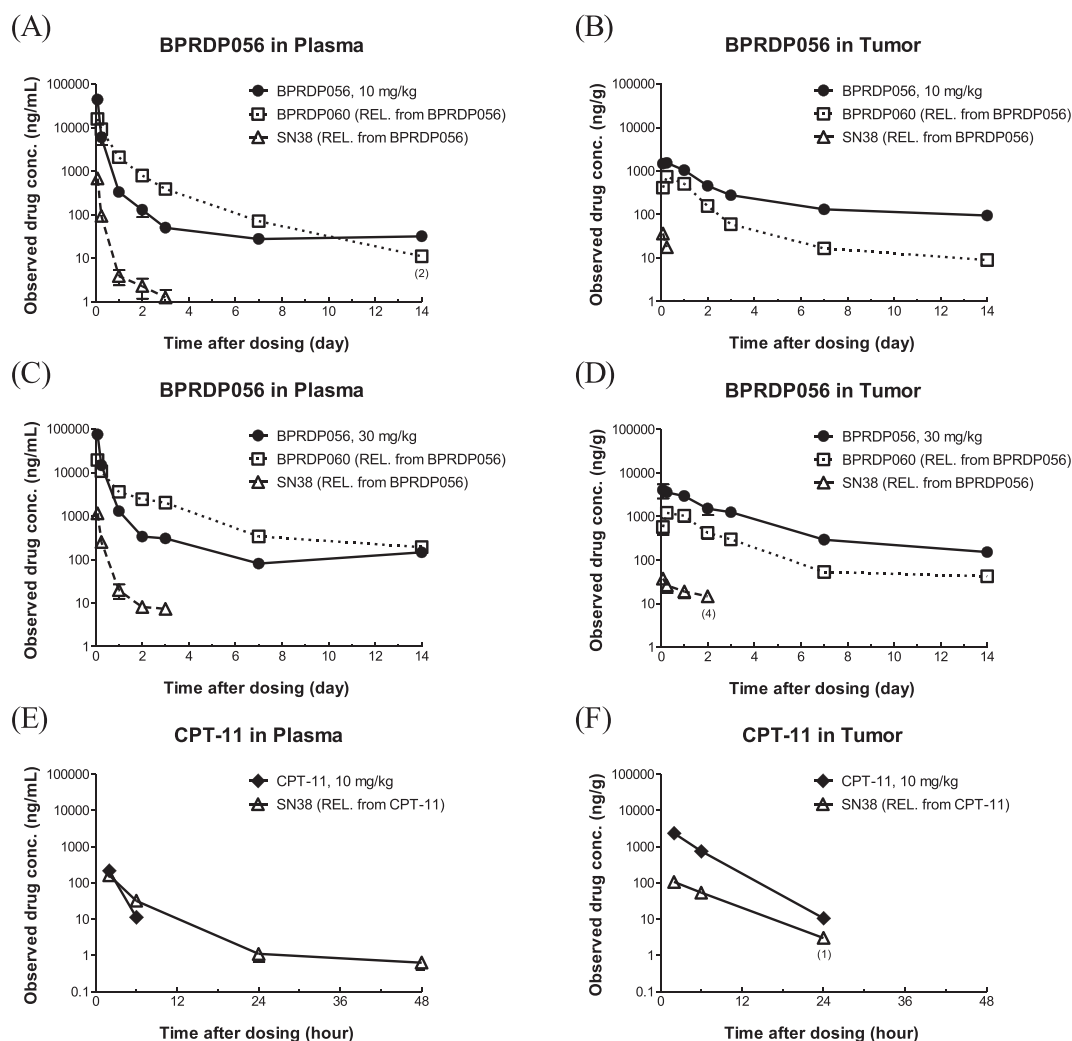 (A)
BPRDP056 in Plasma
Observed drug conc. (ng/mL)
100000
10000
1000
100
10
1
BPRDP056, 10 mg/kg
BPRDP060 (REL. from BPRDP056)
SN38 (REL. from BPRDP056)
(2)
0 2 4 6 8 10 12 14
Time after dosing (day)
(B)
BPRDP056 in Tumor
Observed drug conc. (ng/g)
100000
10000
1000
100
10
1
BPRDP056, 10 mg/kg
BPRDP060 (REL. from BPRDP056)
SN38 (REL. from BPRDP056)
0 2 4 6 8 10 12 14
Time after dosing (day)
(C)
BPRDP056 in Plasma
Observed drug conc. (ng/mL)
100000
10000
1000
100
10
1
BPRDP056, 30 mg/kg
BPRDP060 (REL. from BPRDP056)
SN38 (REL. from BPRDP056)
0 2 4 6 8 10 12 14
Time after dosing (day)
(D)
BPRDP056 in Tumor
Observed drug conc. (ng/g)
100000
10000
1000
100
10
1
BPRDP056, 30 mg/kg
BPRDP060 (REL. from BPRDP056)
SN38 (REL. from BPRDP056)
(4)
0 2 4 6 8 10 12 14
Time after dosing (day)
(E)
CPT-11 in Plasma
Observed drug conc. (ng/mL)
100000
10000
1000
100
10
1
0.1
CPT-11, 10 mg/kg
SN38 (REL. from CPT-11)
0 12 24 36 48
Time after dosing (hour)
(F)
CPT-11 in Tumor
Observed drug conc. (ng/g)
100000
10000
1000
100
10
1
0.1
CPT-11, 10 mg/kg
SN38 (REL. from CPT-11)
(1)
0 12 24 36 48
Time after dosing (hour)